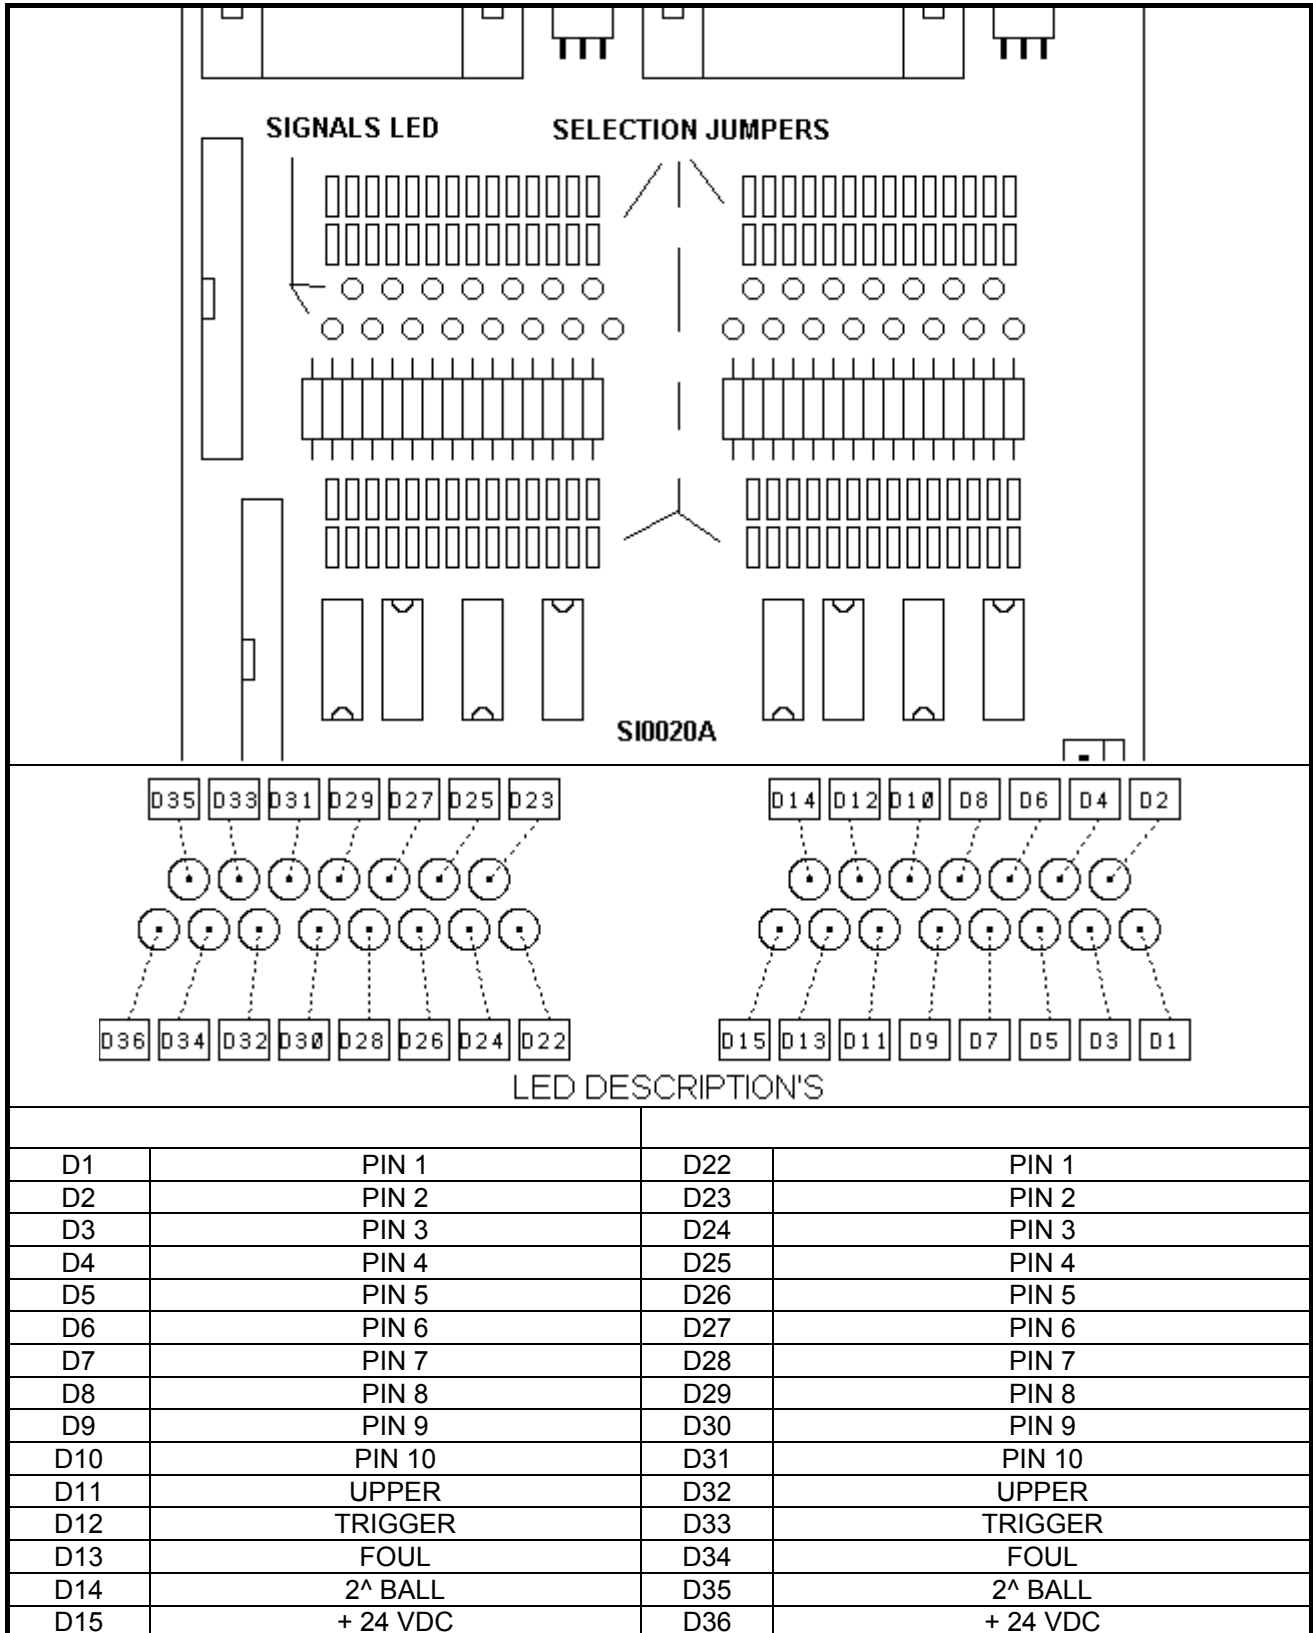 SIGNALS LED SELECTION JUMPERS
SI0020A
D35 D33 D31 D29 D27 D25 D23 D14 D12 D10 D8 D6 D4 D2
D36 D34 D32 D30 D28 D26 D24 D22 D15 D13 D11 D9 D7 D5 D3 D1
LED DESCRIPTION'S
D1 PIN 1 D22 PIN 1
D2 PIN 2 D23 PIN 2
D3 PIN 3 D24 PIN 3
D4 PIN 4 D25 PIN 4
D5 PIN 5 D26 PIN 5
D6 PIN 6 D27 PIN 6
D7 PIN 7 D28 PIN 7
D8 PIN 8 D29 PIN 8
D9 PIN 9 D30 PIN 9
D10 PIN 10 D31 PIN 10
D11 UPPER D32 UPPER
D12 TRIGGER D33 TRIGGER
D13 FOUL D34 FOUL
D14 2^ BALL D35 2^ BALL
D15 + 24 VDC D36 + 24 VDC